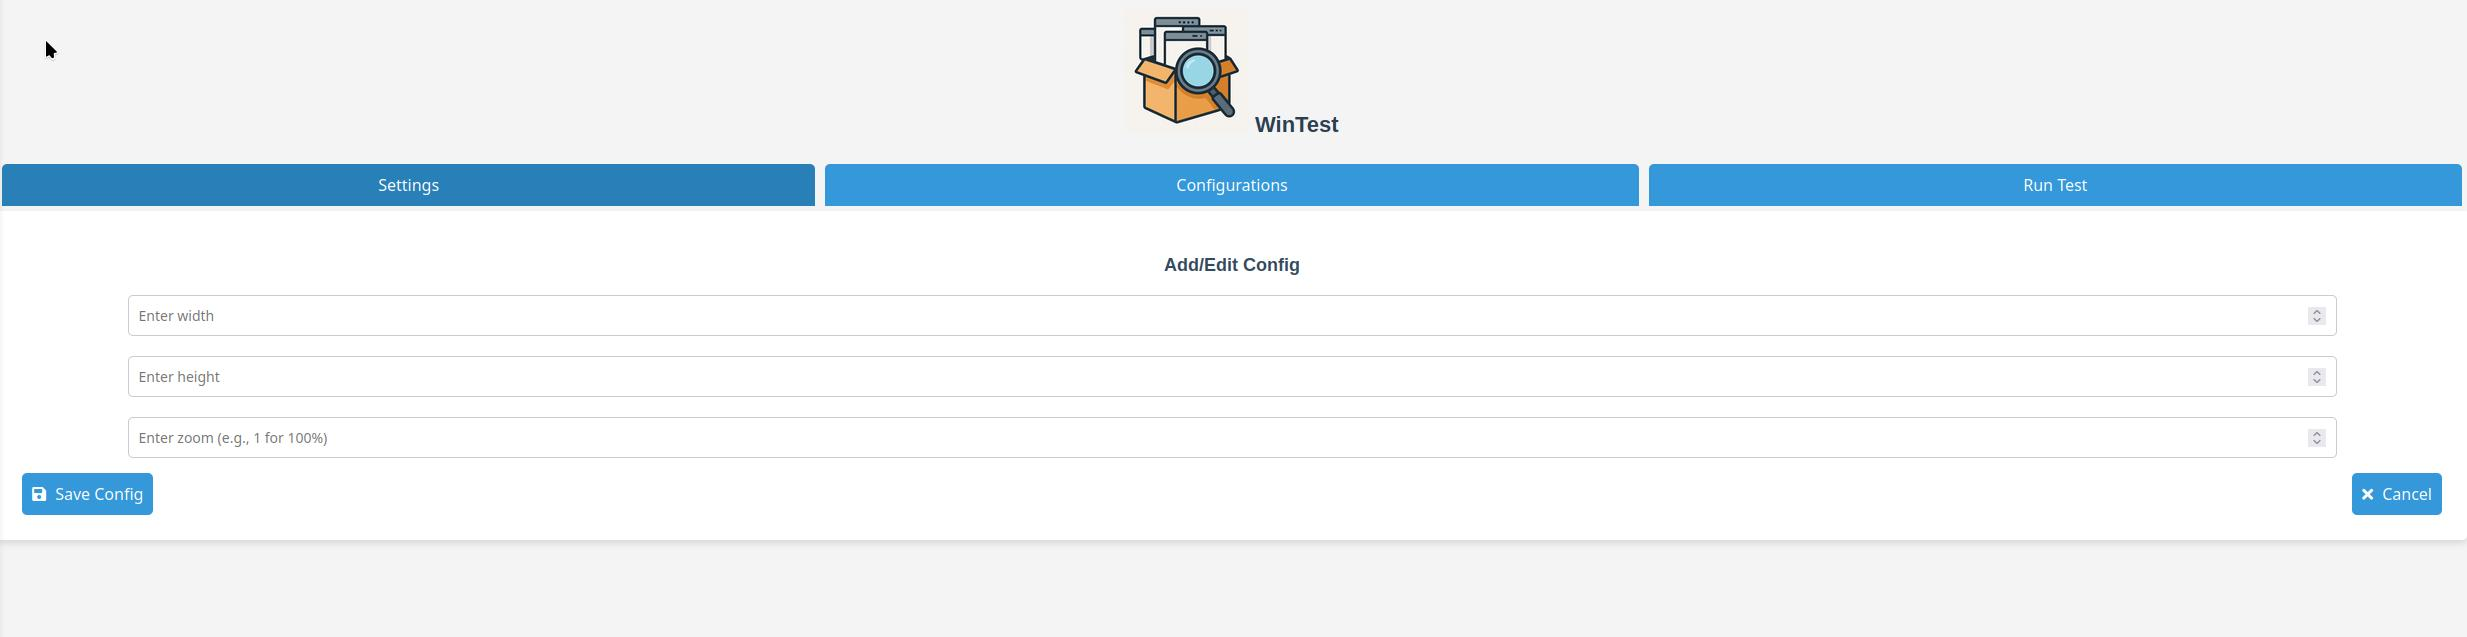 WinTest
Settings
Configurations
Run Test
Add/Edit Config
Enter width
Enter height
Enter zoom (e.g., 1 for 100%)
Save Config
Cancel